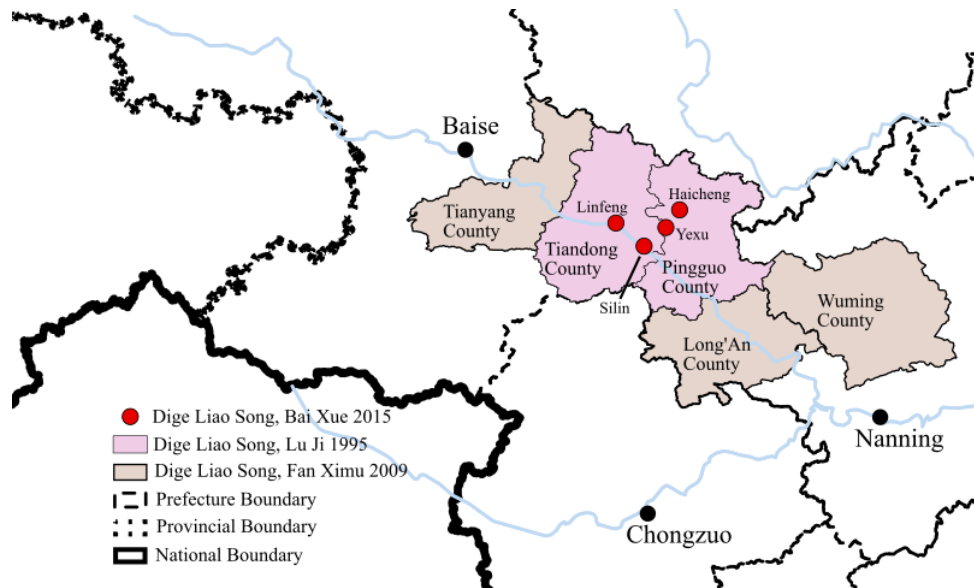 Baise
Haicheng
Linfeng
Tianyang
County
Yexu
Tiandong
County
Pingguo
County
Silin
Wuming
County
Long'An
County
Dige Liao Song, Bai Xue 2015
Dige Liao Song, Lu Ji 1995
Dige Liao Song, Fan Ximu 2009
Prefecture Boundary
Provincial Boundary
National Boundary
Nanning
Chongzuo